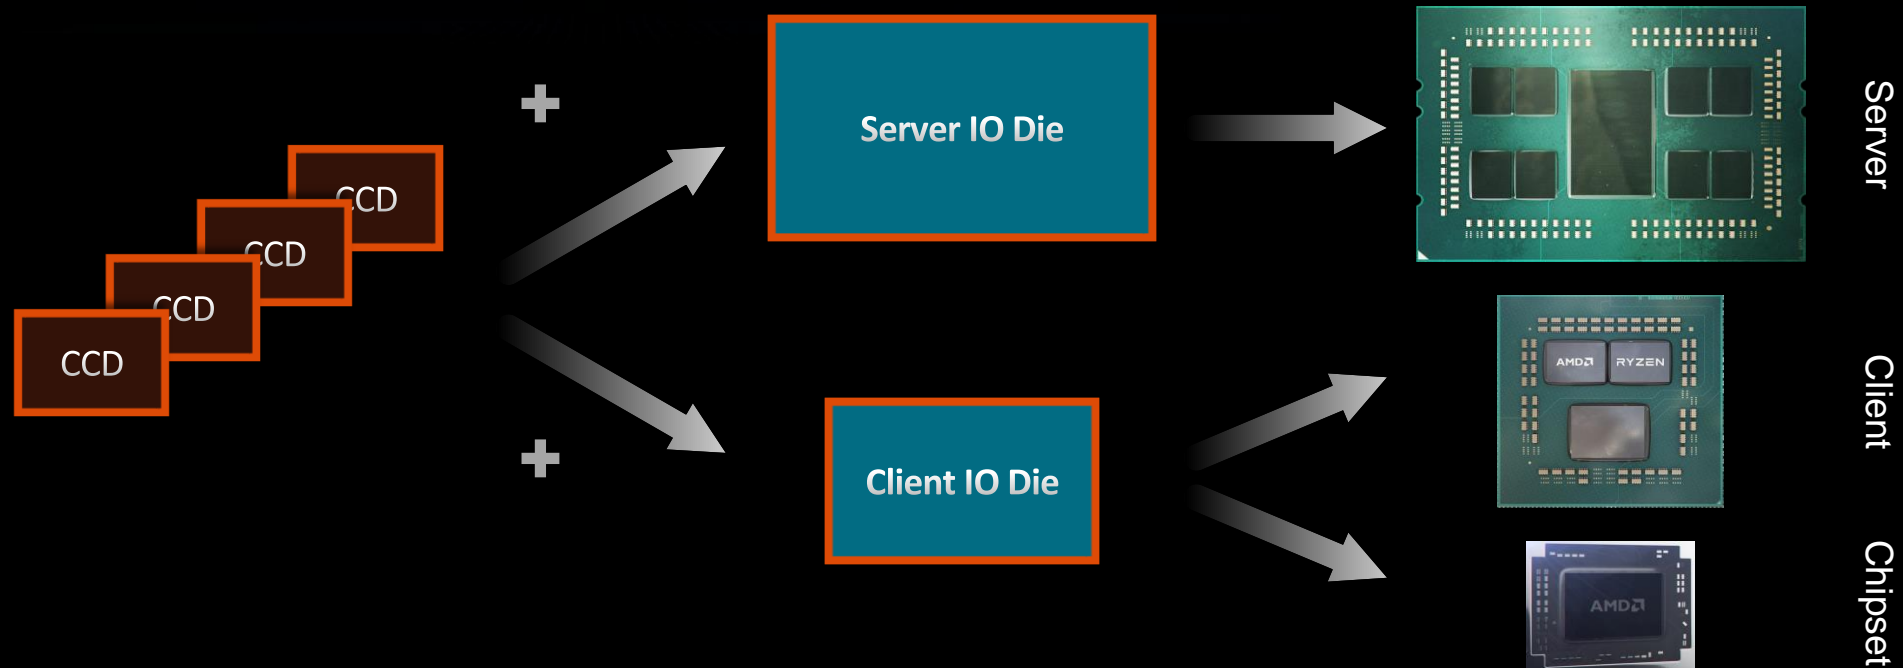 CCD
CCD
CCD
CCD
Server IO Die
Client IO Die
Server
AMD RYZEN
Client
AMD
Chipset